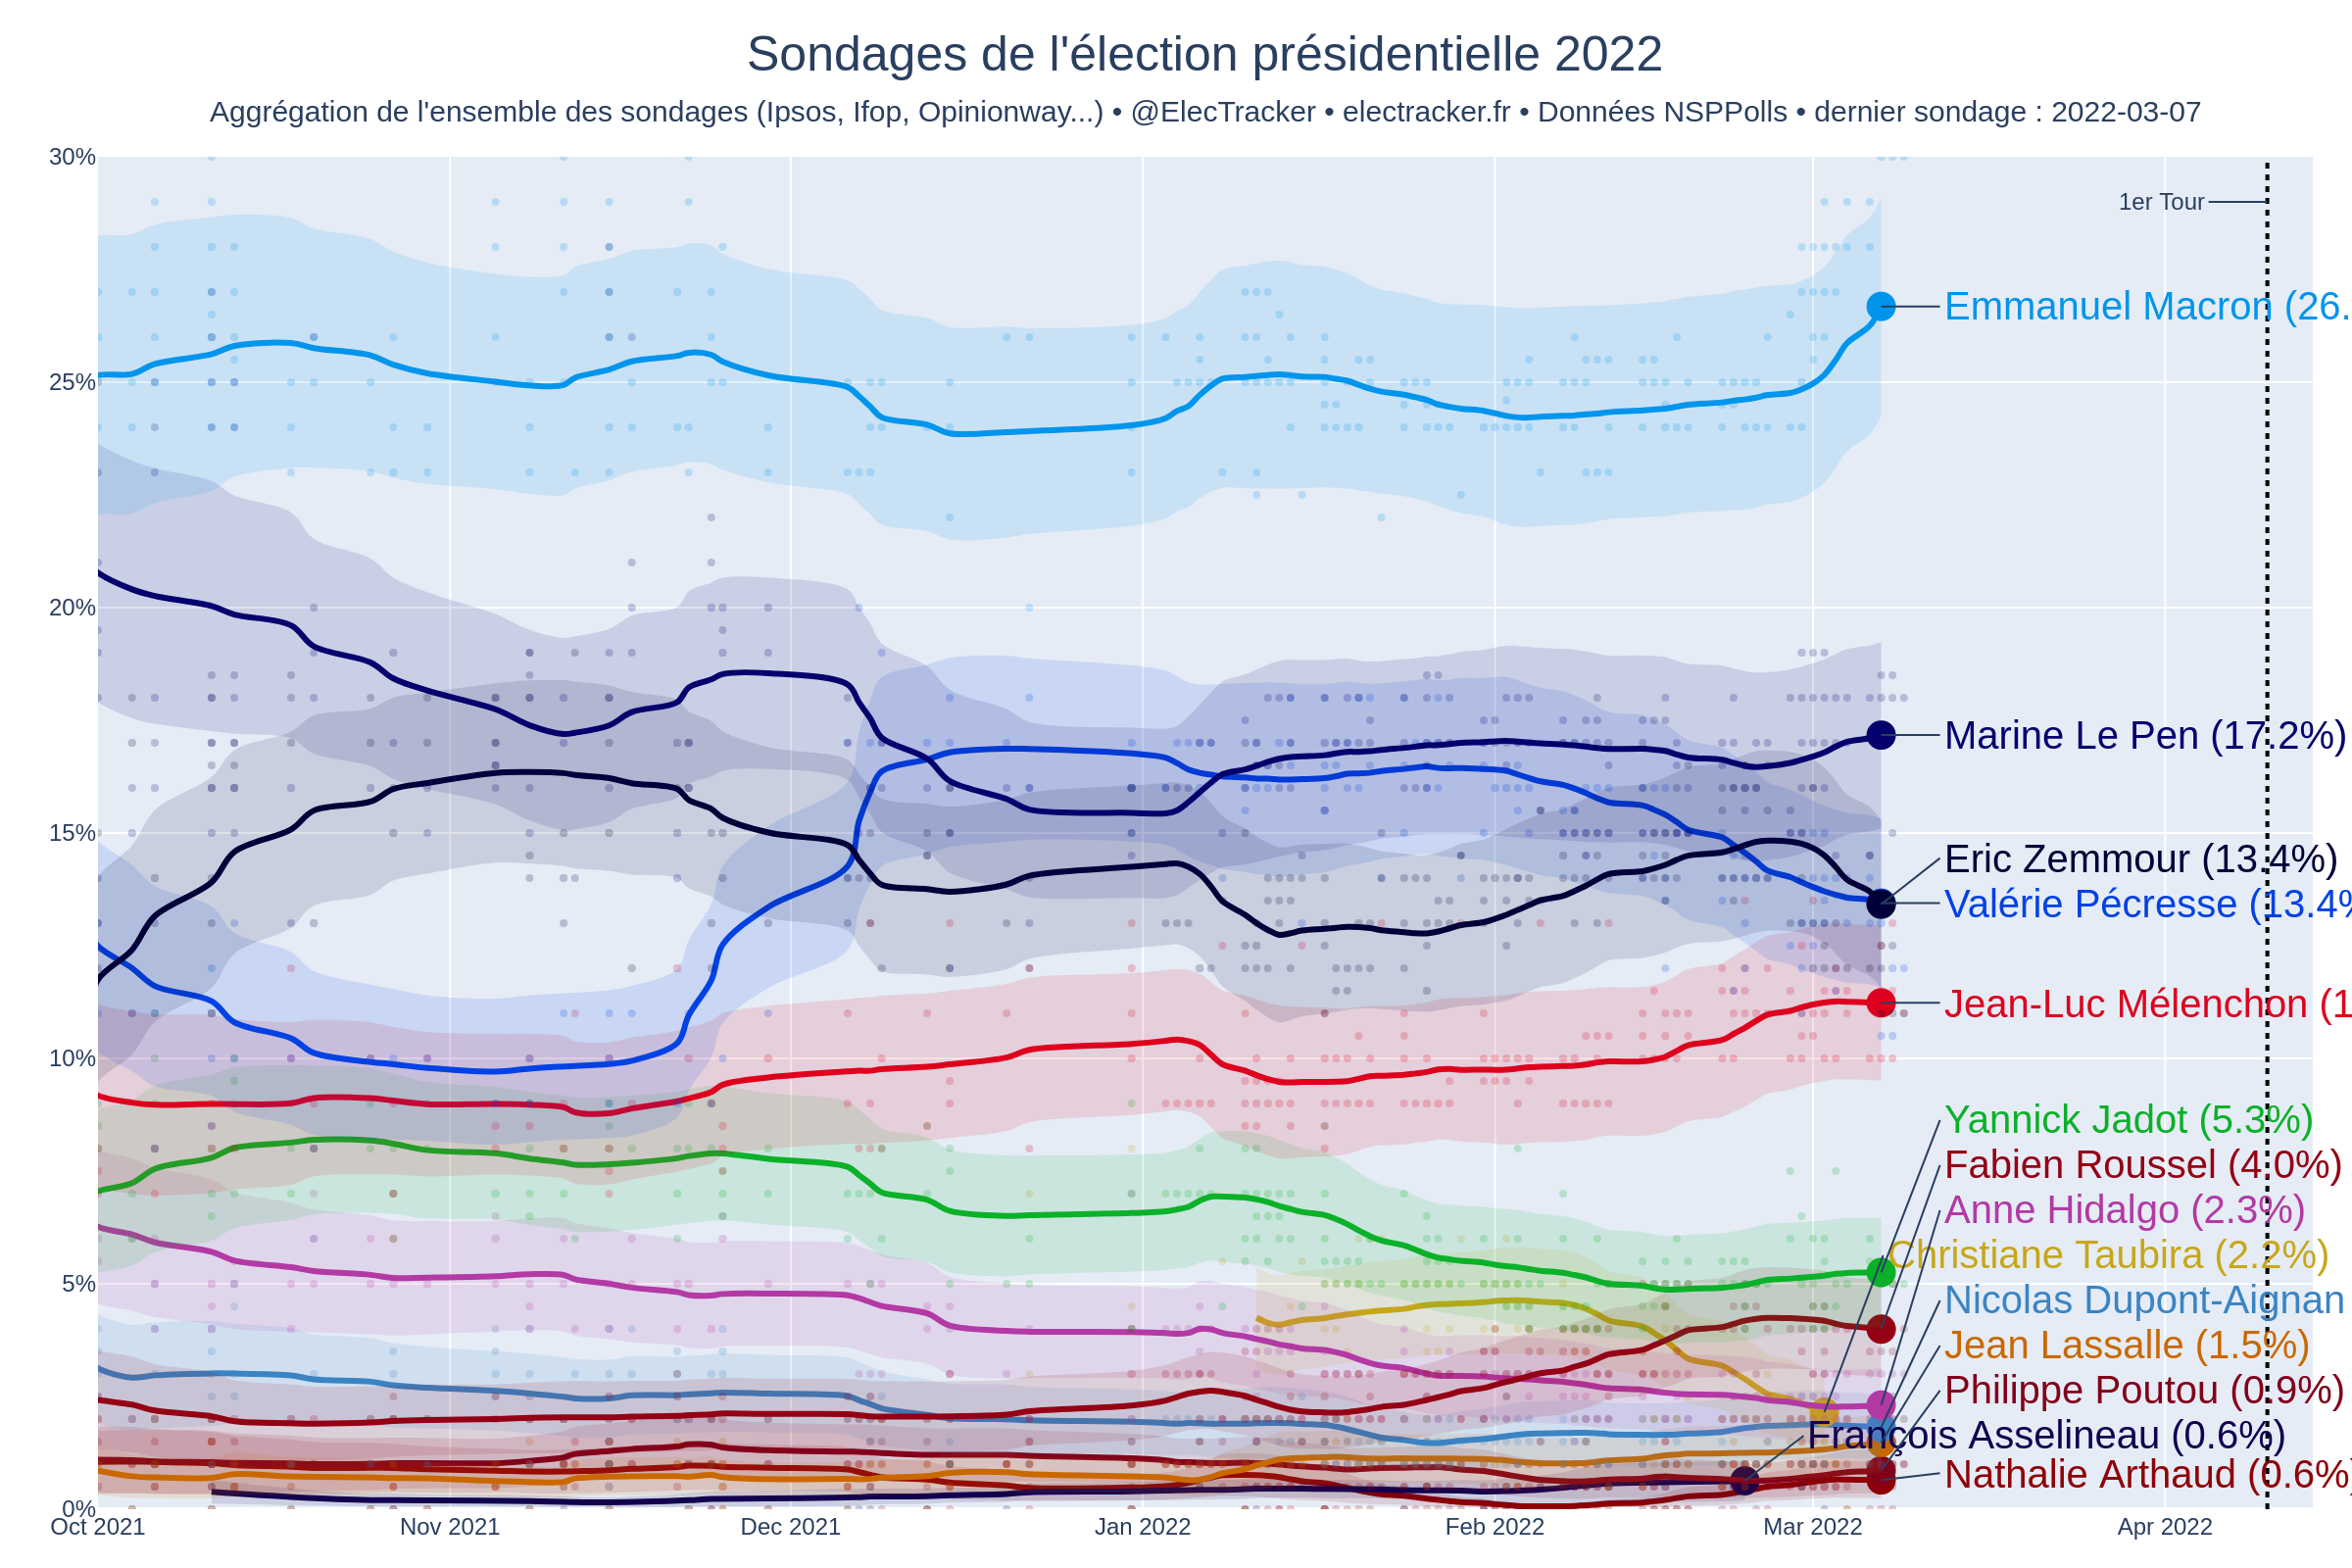 Sondages de l'élection présidentielle 2022
Aggrégation de l'ensemble des sondages (Ipsos, Ifop, Opinionway...) • @ElecTracker • electracker.fr • Données NSPPolls • dernier sondage : 2022-03-07
30%
1er Tour
Emmanuel Macron (26.
25%
20%
Marine Le Pen (17.2%)
15%
Eric Zemmour (13.4%)
Valérie Pécresse (13.4%
Jean-Luc Mélenchon (1
10%
Yannick Jadot (5.3%)
Fabien Roussel (4.0%)
Anne Hidalgo (2.3%)
Christiane Taubira (2.2%)
5%
Nicolas Dupont-Aignan
Jean Lassalle (1.5%)
Philippe Poutou (0.9%)
François Asselineau (0.6%)
Nathalie Arthaud (0.6%)
0%
Oct 2021 Nov 2021 Dec 2021 Jan 2022 Feb 2022 Mar 2022 Apr 2022